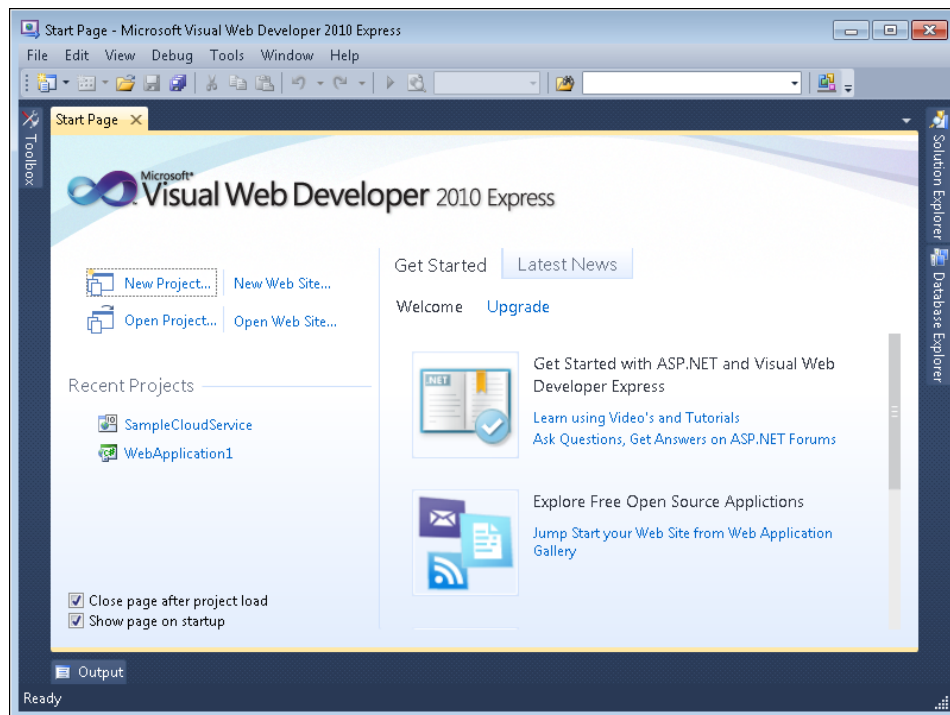 Start Page - Microsoft Visual Web Developer 2010 Express
File Edit View Debug Tools Window Help
Toolbox
Start Page
Solution Explorer
Database Explorer
Microsoft*
Visual Web Developer 2010 Express
New Project... New Web Site...
Open Project... Open Web Site...
Recent Projects
SampleCloudService
WebApplication1
Close page after project load
Show page on startup
Get Started Latest News
Welcome Upgrade
.NET
Get Started with ASP.NET and Visual Web
Developer Express
Learn using Video's and Tutorials
Ask Questions, Get Answers on ASP.NET Forums
Explore Free Open Source Applictions
Jump Start your Web Site from Web Application
Gallery
Output
Ready